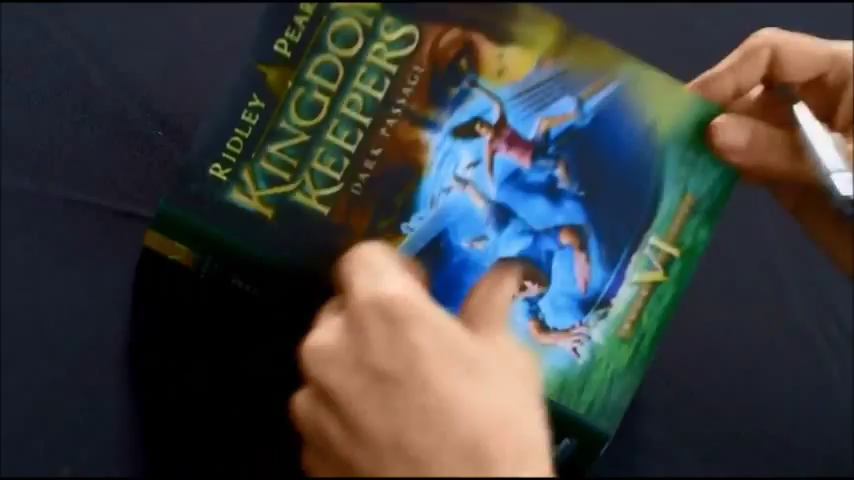 RIDLEY PEAR
KINGDOM
KEEPERS
DARK PASSAGE
VI